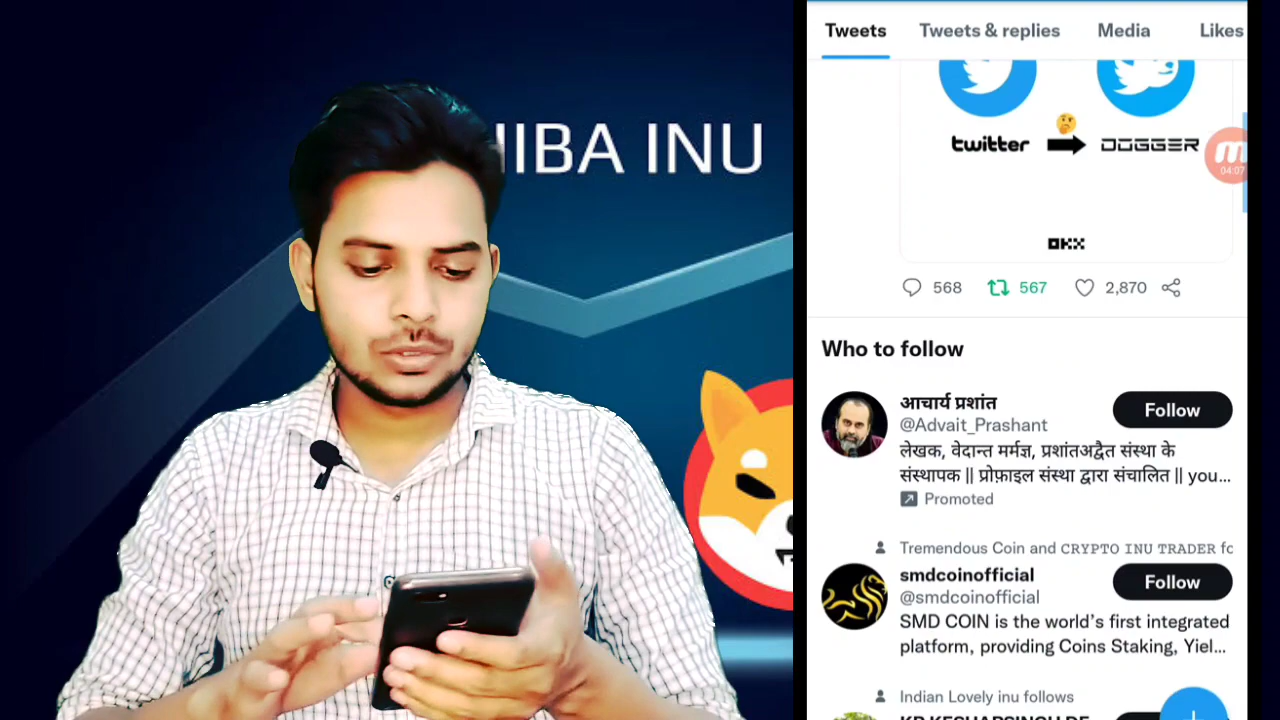 HIBA INU
Tweets Tweets & replies Media Likes
twitter DOGGER
04:07
OKX
568 567 2,870
Who to follow
आचार्य प्रशांत
@Advait_Prashant
Follow
लेखक, वेदान्त मर्मज्ञ, प्रशांतअद्वैत संस्था के
संस्थापक || प्रोफ़ाइल संस्था द्वारा संचालित || you...
Promoted
Tremendous Coin and CRYPTO INU TRADER fo
smdcoinofficial
@smdcoinofficial
Follow
SMD COIN is the world's first integrated
platform, providing Coins Staking, Yiel...
Indian Lovely inu follows